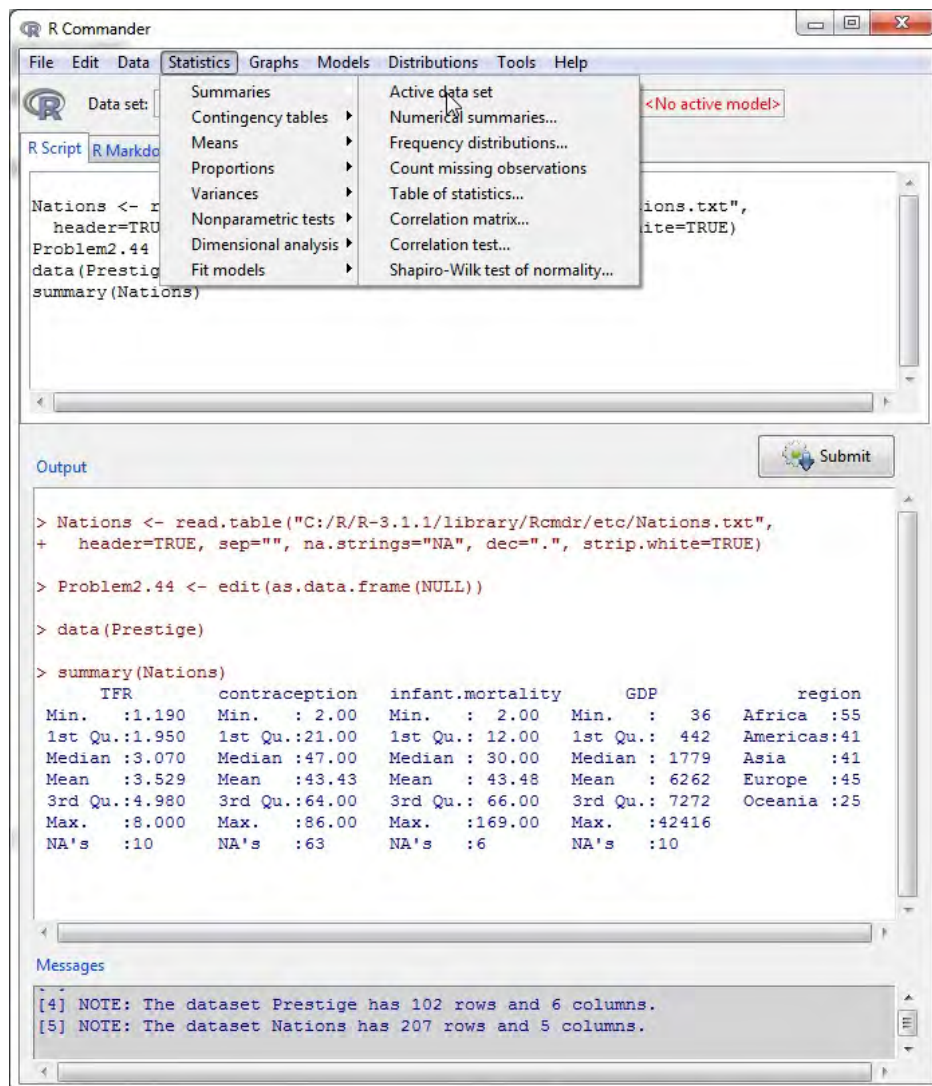 R Commander
File Edit Data Statistics Graphs Models Distributions Tools Help
Data set: <No active model>
Summaries
Contingency tables
Means
Proportions
Variances
Nonparametric tests
Dimensional analysis
Fit models
Active data set
Numerical summaries...
Frequency distributions...
Count missing observations
Table of statistics...
Correlation matrix...
Correlation test...
Shapiro-Wilk test of normality...
R Script R Markdo
Nations <- r ions.txt",
header=TRU ite=TRUE)
Problem2.44
data(Prestig
summary(Nations)
Submit
Output
> Nations <- read.table("C:/R/R-3.1.1/library/Rcmdr/etc/Nations.txt",
+ header=TRUE, sep="", na.strings="NA", dec=".", strip.white=TRUE)
> Problem2.44 <- edit(as.data.frame(NULL))
> data(Prestige)
> summary(Nations)
TFR contraception infant.mortality GDP region
Min. :1.190 Min. : 2.00 Min. : 2.00 Min. : 36 Africa :55
1st Qu.:1.950 1st Qu.:21.00 1st Qu.: 12.00 1st Qu.: 442 Americas:41
Median :3.070 Median :47.00 Median : 30.00 Median : 1779 Asia :41
Mean :3.529 Mean :43.43 Mean : 43.48 Mean : 6262 Europe :45
3rd Qu.:4.980 3rd Qu.:64.00 3rd Qu.: 66.00 3rd Qu.: 7272 Oceania :25
Max. :8.000 Max. :86.00 Max. :169.00 Max. :42416
NA's :10 NA's :63 NA's :6 NA's :10
Messages
[4] NOTE: The dataset Prestige has 102 rows and 6 columns.
[5] NOTE: The dataset Nations has 207 rows and 5 columns.